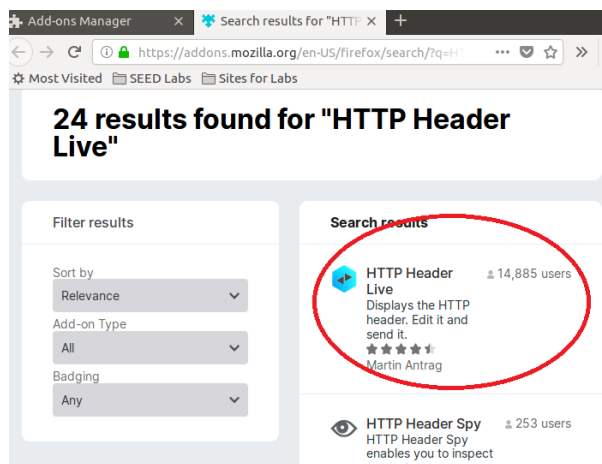 Add-ons Manager
Search results for "HTTP
https://addons.mozilla.org/en-US/firefox/search/?q=H
Most Visited SEED Labs Sites for Labs
24 results found for "HTTP Header
Live"
Filter results
Sort by
Relevance
Add-on Type
All
Badging
Any
Search results
HTTP Header
Live
14,885 users
Displays the HTTP
header. Edit it and
send it.
Martin Antrag
HTTP Header Spy
253 users
HTTP Header Spy
enables you to inspect